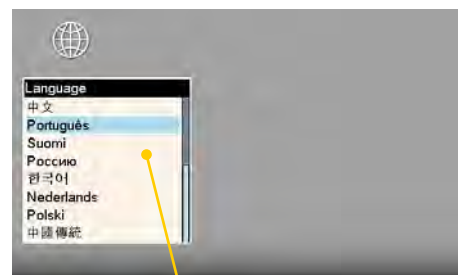 Language
中文
Português
Suomi
Россию
한국어
Nederlands
Polski
中國傳統